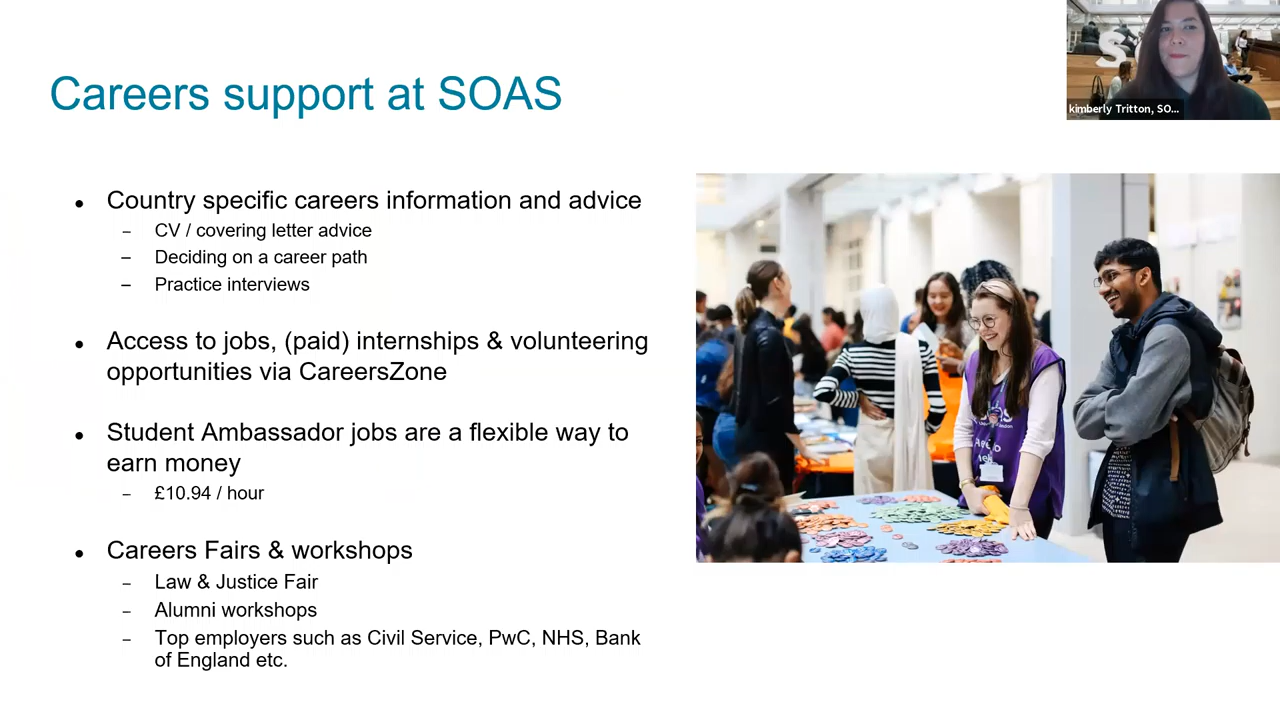 Careers support at SOAS
kimberly Tritton, SO...
• Country specific careers information and advice
– CV / covering letter advice
– Deciding on a career path
– Practice interviews
• Access to jobs, (paid) internships & volunteering
opportunities via CareersZone
• Student Ambassador jobs are a flexible way to
earn money
– £10.94 / hour
• Careers Fairs & workshops
– Law & Justice Fair
– Alumni workshops
– Top employers such as Civil Service, PwC, NHS, Bank
of England etc.